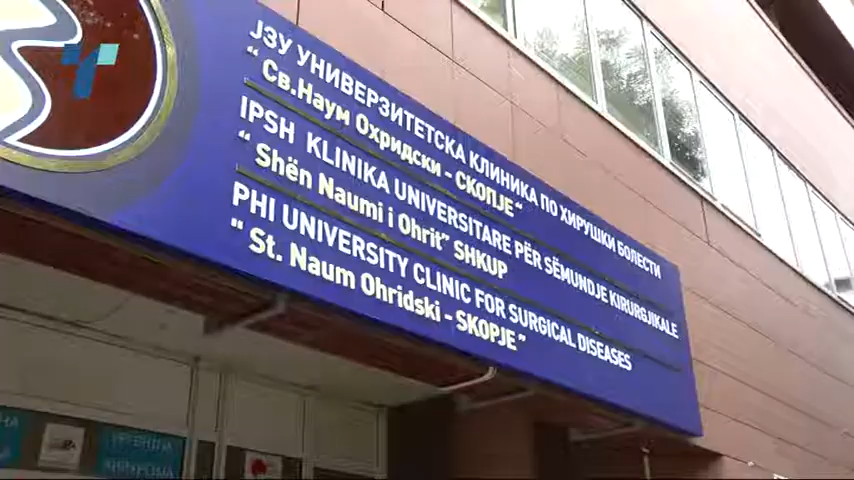 ЈЗУ УНИВЕРЗИТЕТСКА КЛИНИКА ПО ХИРУШКИ БОЛЕСТИ
“Св.Наум Охридски - СКОПЈЕ“
IPSH KLINIKA UNIVERSITARE PËR SËMUNDJE KIRURGJIKALE
“Shën Naumi i Ohrit“ SHKUP
PHI UNIVERSITY CLINIC FOR SURGICAL DISEASES
“St. Naum Ohridski - SKOPJE”